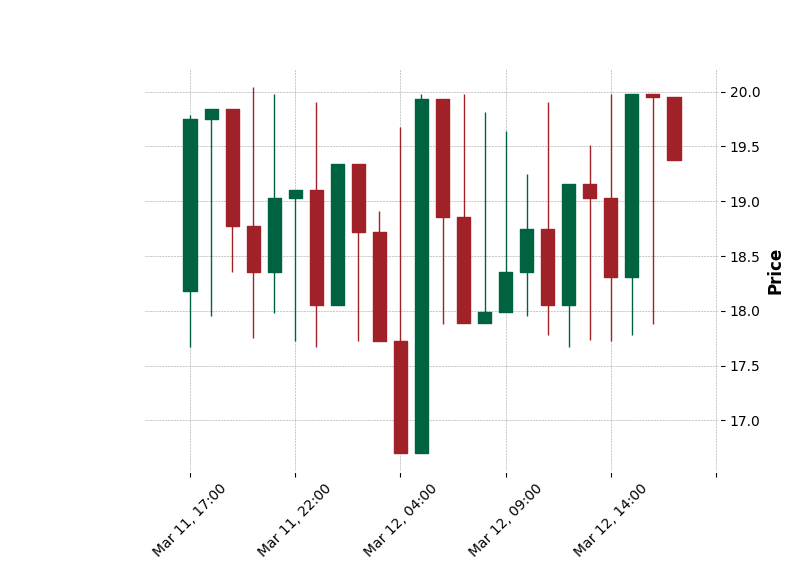 20.0
19.5
19.0
18.5
18.0
17.5
17.0
Price
Mar 11, 17:00
Mar 11, 22:00
Mar 12, 04:00
Mar 12, 09:00
Mar 12, 14:00